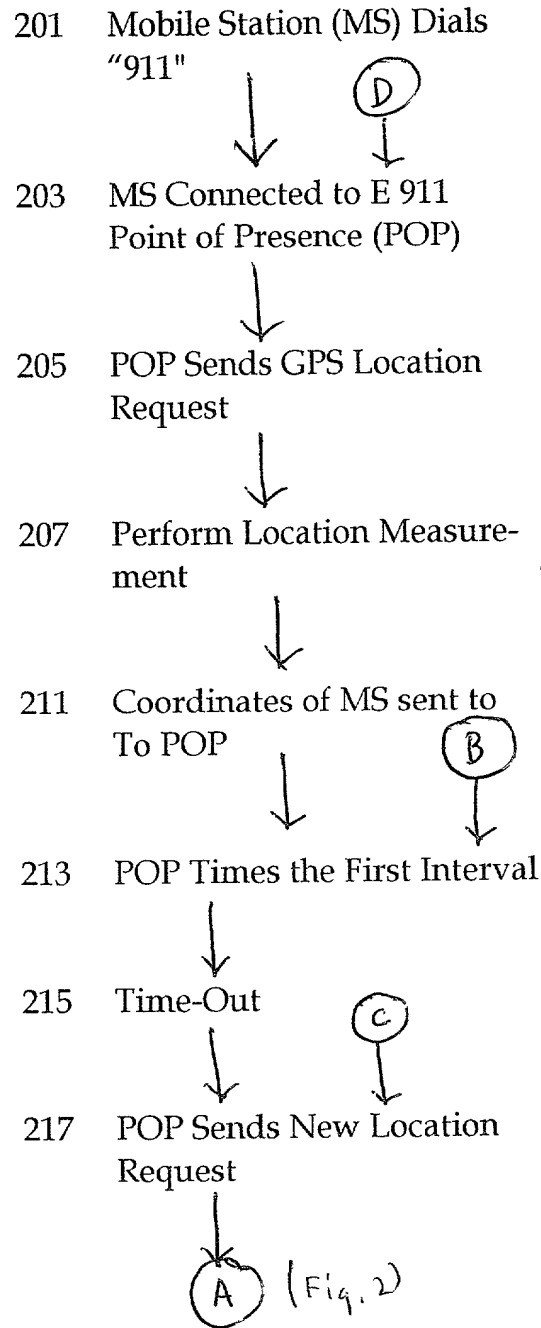 201 Mobile Station (MS) Dials
“911"
D
203 MS Connected to E 911
Point of Presence (POP)
205 POP Sends GPS Location
Request
207 Perform Location Measure-
ment
211 Coordinates of MS sent to
To POP
B
213 POP Times the First Interval
215 Time-Out
C
217 POP Sends New Location
Request
A (Fig. 2)